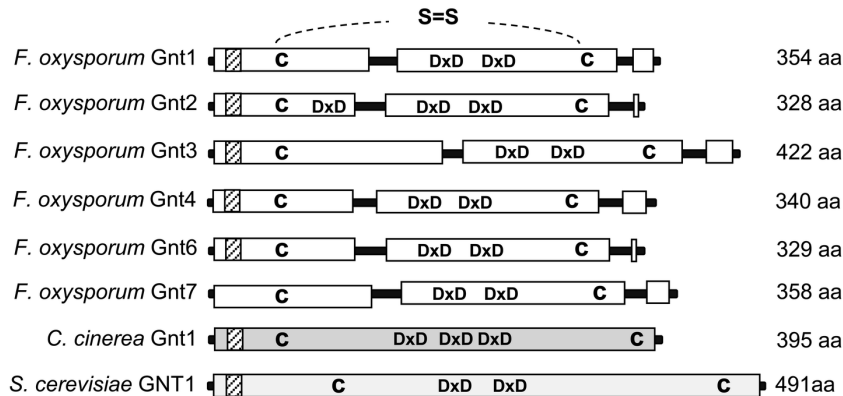 S=S
F. oxysporum Gnt1 C DxD DxD C 354 aa
F. oxysporum Gnt2 C DxD DxD DxD C 328 aa
F. oxysporum Gnt3 C DxD DxD C 422 aa
F. oxysporum Gnt4 C DxD DxD C 340 aa
F. oxysporum Gnt6 C DxD DxD C 329 aa
F. oxysporum Gnt7 C DxD DxD C 358 aa
C. cinerea Gnt1 C DxD DxD DxD C 395 aa
S. cerevisiae GNT1 C DxD DxD C 491aa